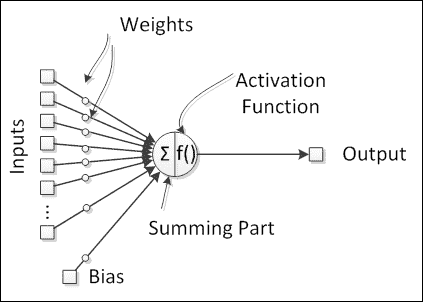 Weights
Activation
Function
Inputs
Σ f()
Output
...
Summing Part
Bias